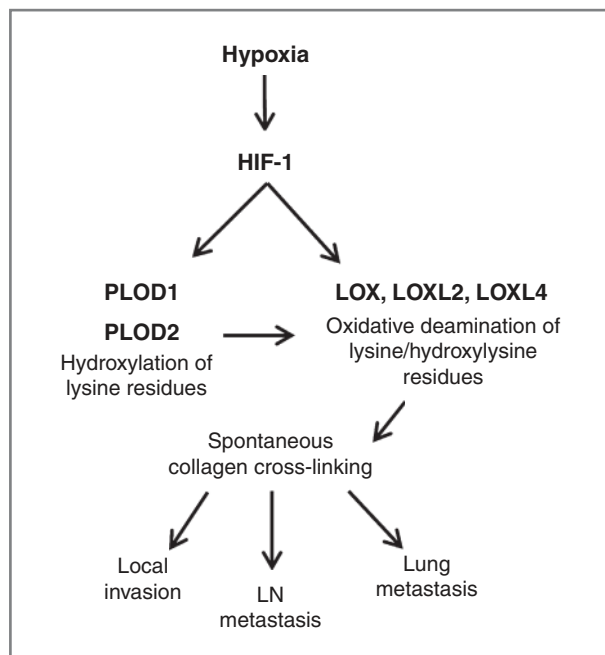 Hypoxia
HIF-1
PLOD1
PLOD2
Hydroxylation of
lysine residues
LOX, LOXL2, LOXL4
Oxidative deamination of
lysine/hydroxylysine
residues
Spontaneous
collagen cross-linking
Local
invasion
LN
metastasis
Lung
metastasis